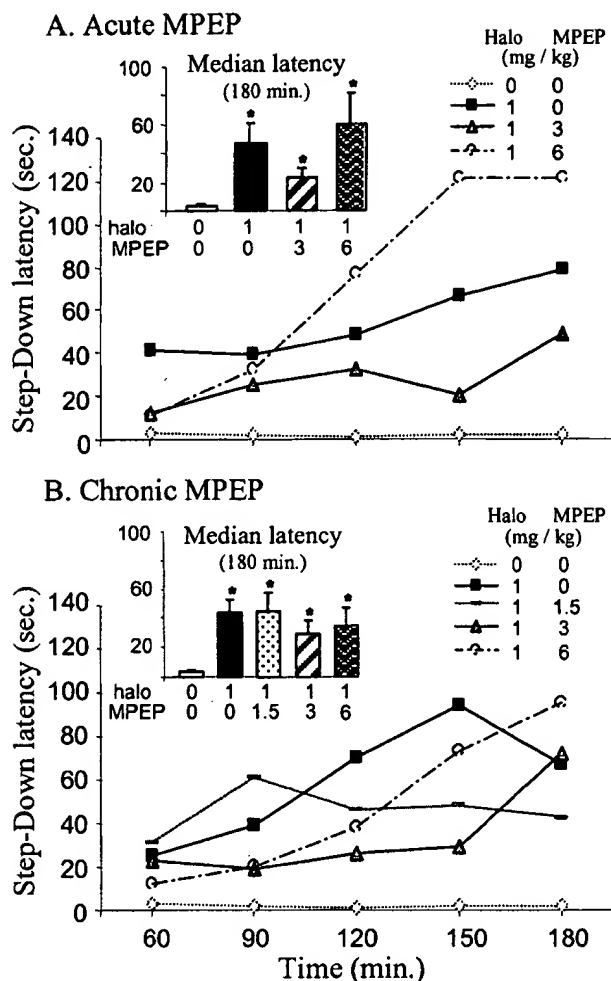 A. Acute MPEP
Median latency
(180 min.)
100
60
20
* * *
halo 0 1 1 1
MPEP 0 0 3 6
Halo MPEP
(mg / kg)
0 0
1 0
1 3
1 6
Step-Down latency (sec.)
140
120
100
80
60
40
20
0
B. Chronic MPEP
Median latency
(180 min.)
100
60
20
* * * *
halo 0 1 1 1 1
MPEP 0 0 1.5 3 6
Halo MPEP
(mg / kg)
0 0
1 0
1 1.5
1 3
1 6
Step-Down latency (sec.)
140
120
100
80
60
40
20
0
60 90 120 150 180
Time (min.)